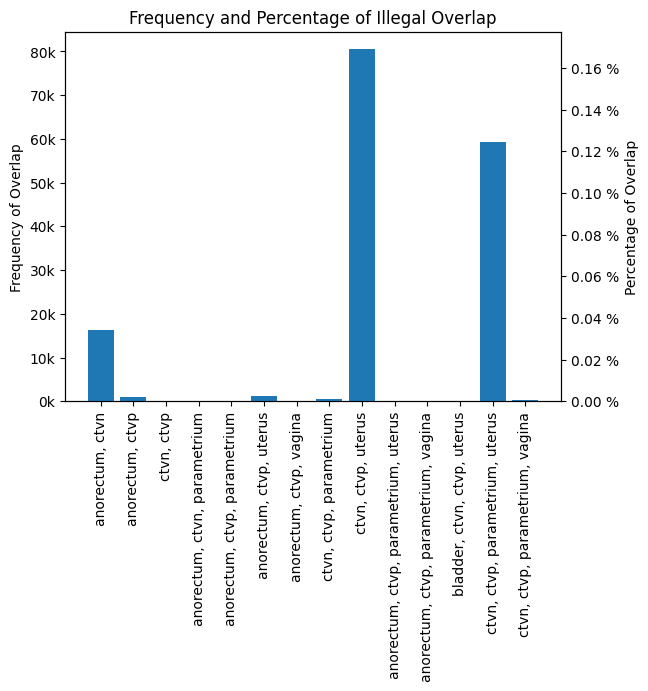 Frequency and Percentage of Illegal Overlap
80k
70k
60k
50k
40k
30k
20k
10k
0k
Frequency of Overlap
0.16 %
0.14 %
0.12 %
0.10 %
0.08 %
0.06 %
0.04 %
0.02 %
0.00 %
Percentage of Overlap
anorectum, ctvn
anorectum, ctvp
ctvn, ctvp
anorectum, ctvn, parametrium
anorectum, ctvp, parametrium
anorectum, ctvp, uterus
anorectum, ctvp, vagina
ctvn, ctvp, parametrium
ctvn, ctvp, uterus
anorectum, ctvp, parametrium, uterus
anorectum, ctvp, parametrium, vagina
bladder, ctvn, ctvp, uterus
ctvn, ctvp, parametrium, uterus
ctvn, ctvp, parametrium, vagina